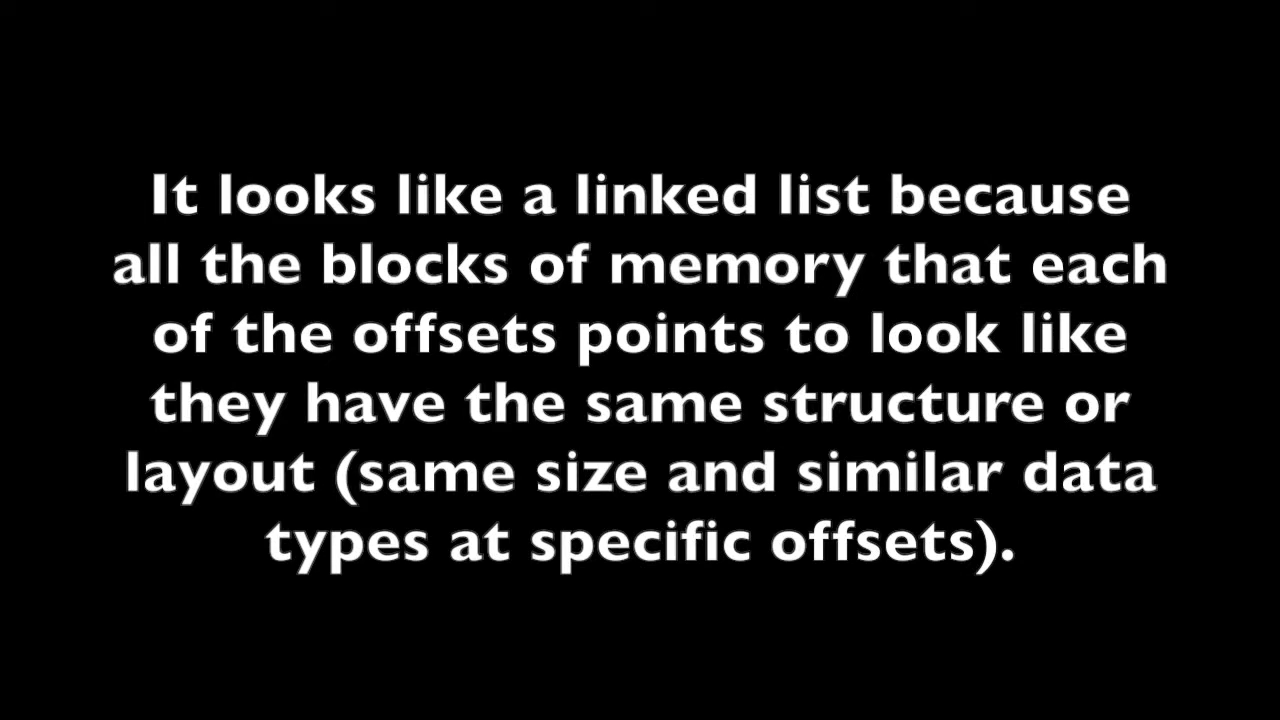 It looks like a linked list because
all the blocks of memory that each
of the offsets points to look like
they have the same structure or
layout (same size and similar data
types at specific offsets).